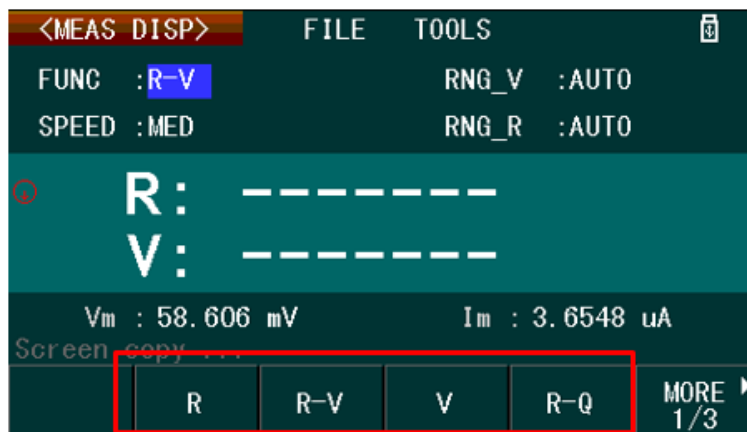 <MEAS DISP> FILE TOOLS
FUNC :R-V RNG_V :AUTO
SPEED :MED RNG_R :AUTO
R: -------
V: -------
Vm : 58.606 mV Im : 3.6548 uA
Screen copy ...
R R-V V R-Q MORE
1/3